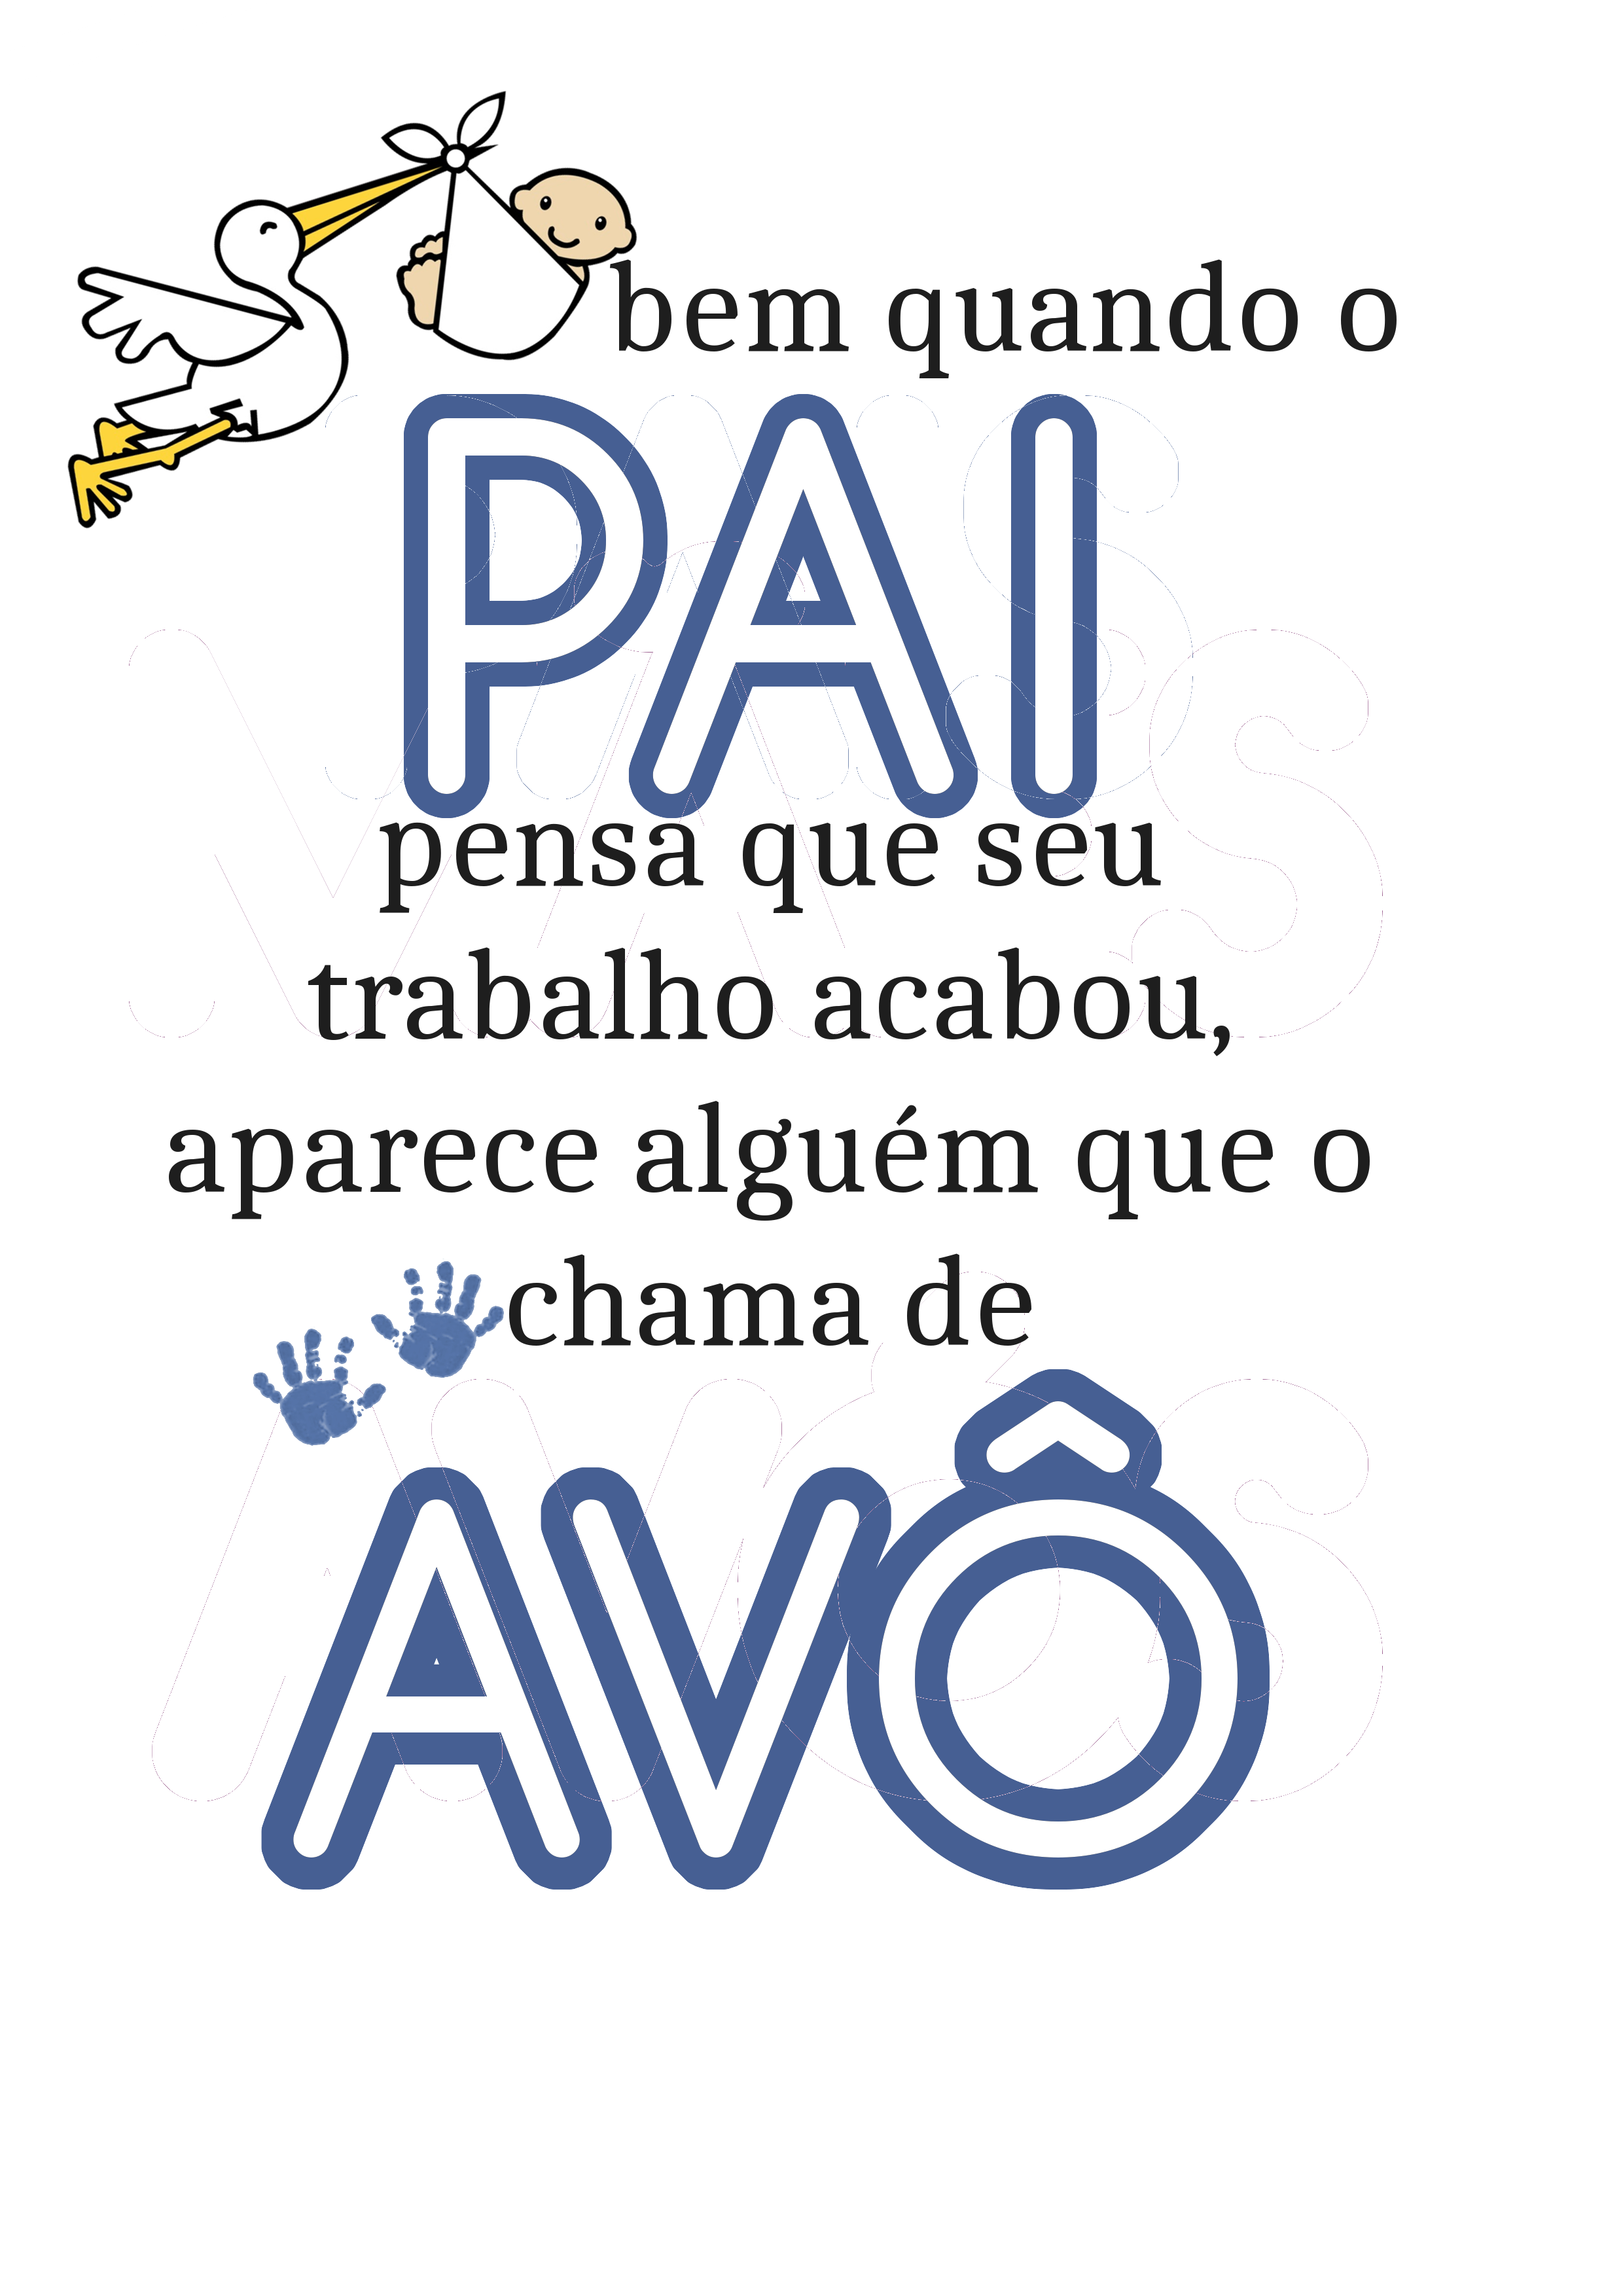 bem quando o
PAI
pensa que seu
trabalho acabou,
aparece alguém que o
chama de
AVÔ